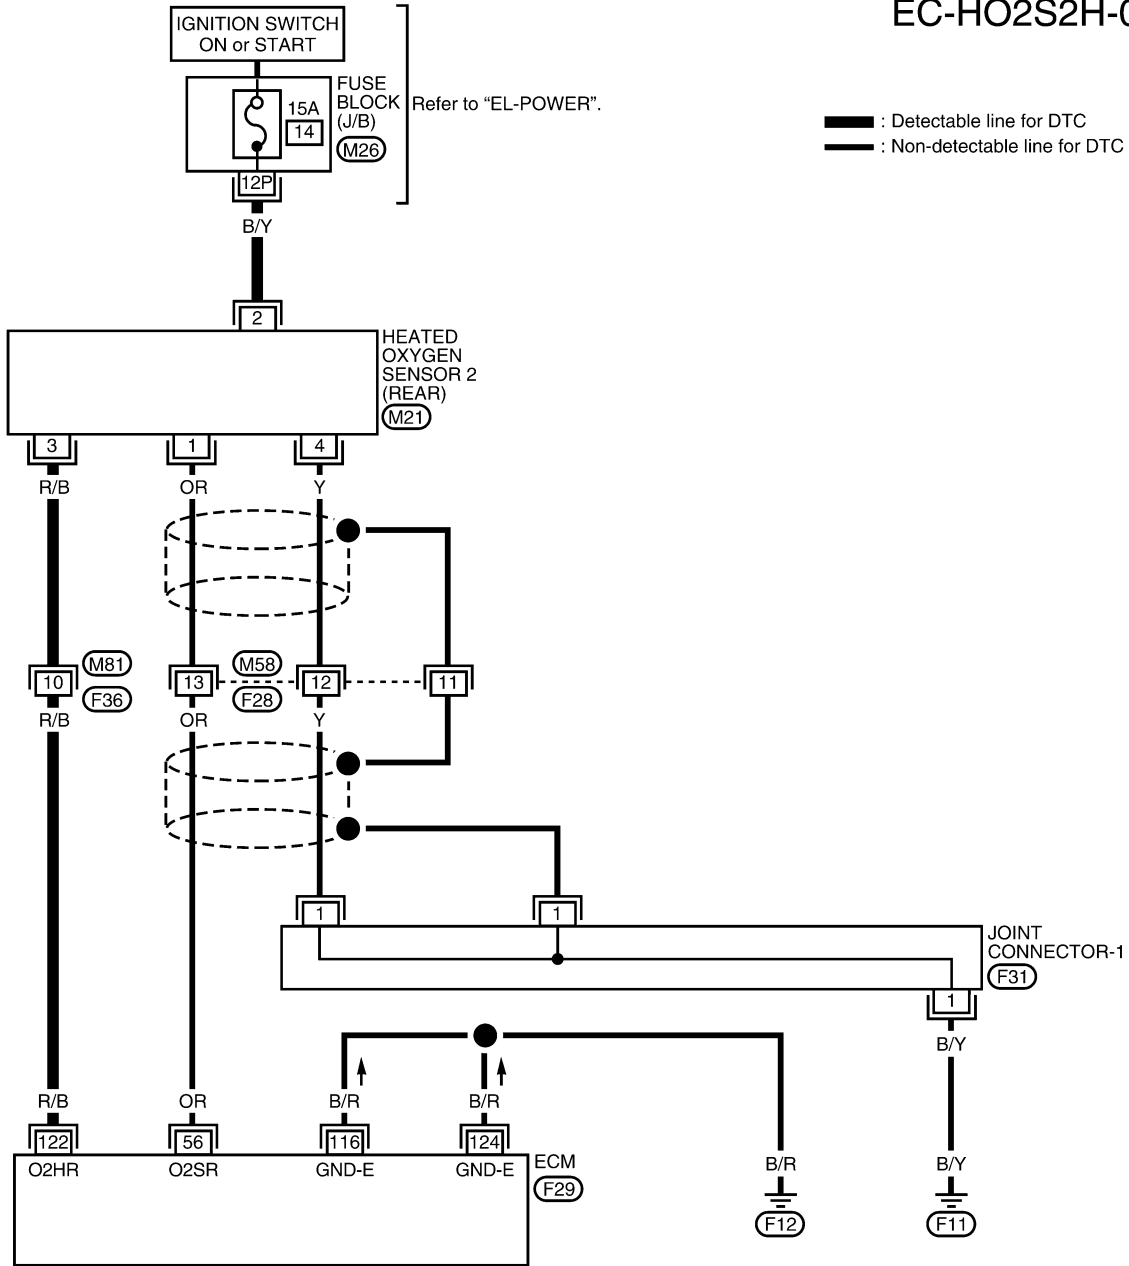 EC-HO2S2H-0
IGNITION SWITCH
ON or START
FUSE
BLOCK
(J/B)
M26
15A
14
Refer to “EL-POWER”.
: Detectable line for DTC
: Non-detectable line for DTC
12P
B/Y
2
HEATED
OXYGEN
SENSOR 2
(REAR)
M21
3
1
4
R/B
OR
Y
M81
M58
10
13
12
11
F36
F28
R/B
OR
Y
1
1
JOINT
CONNECTOR-1
F31
1
B/Y
R/B
OR
B/R
B/R
122
56
116
124
O2HR
O2SR
GND-E
GND-E
ECM
F29
B/R
B/Y
F12
F11